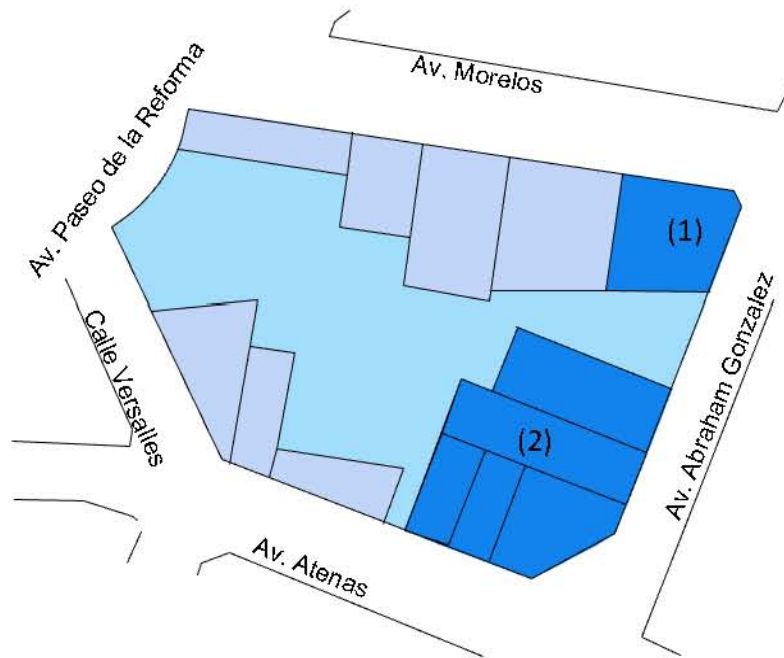 Av. Morelos
Av. Paseo de la Reforma
(1)
Calle Versalles
Av. Abraham Gonzalez
(2)
Av. Atenas